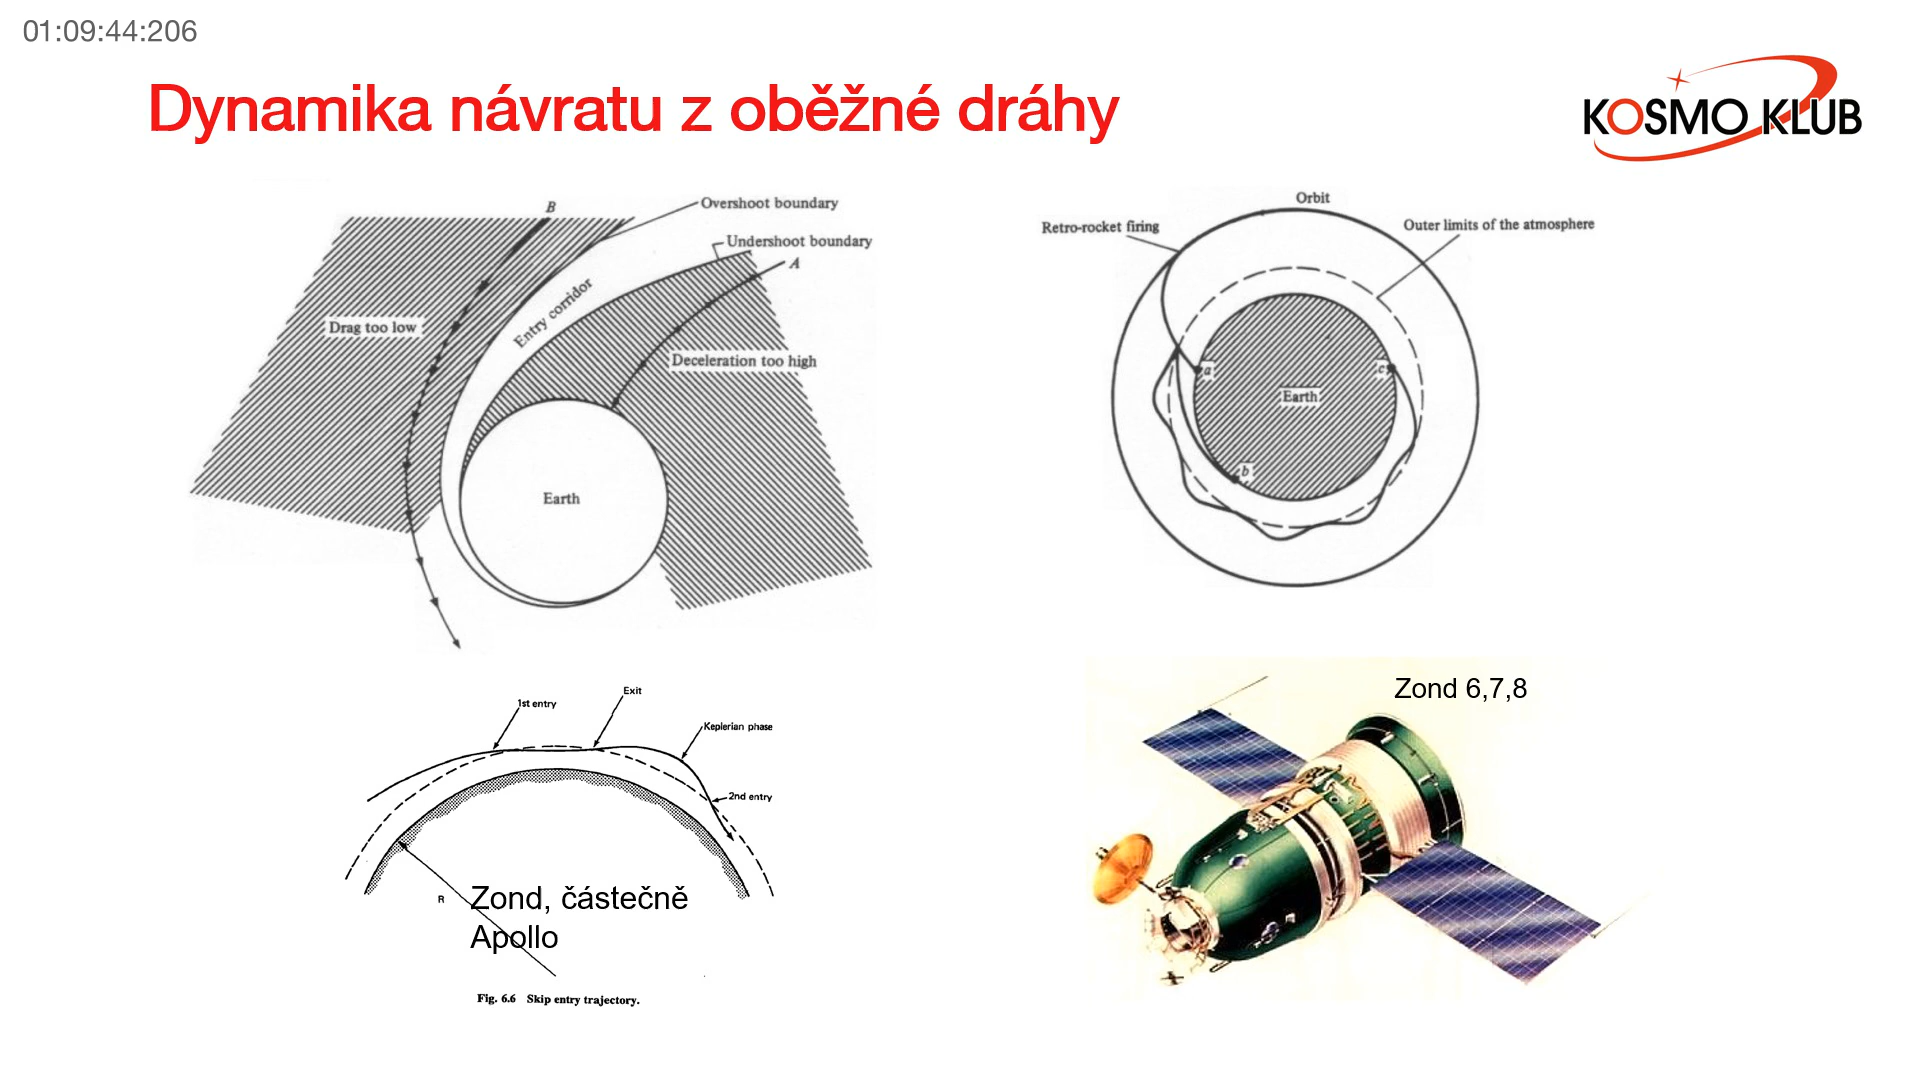 01:09:44:206
Dynamika návratu z oběžné dráhy
KOSMO KLUB
B
Overshoot boundary
Undershoot boundary
A
Entry corridor
Drag too low
Deceleration too high
Earth
Orbit
Retro-rocket firing
Outer limits of the atmosphere
a
c
Earth
b
1st entry
Exit
Keplerian phase
2nd entry
R
Zond, částečně
Apollo
Fig. 6.6 Skip entry trajectory.
Zond 6,7,8